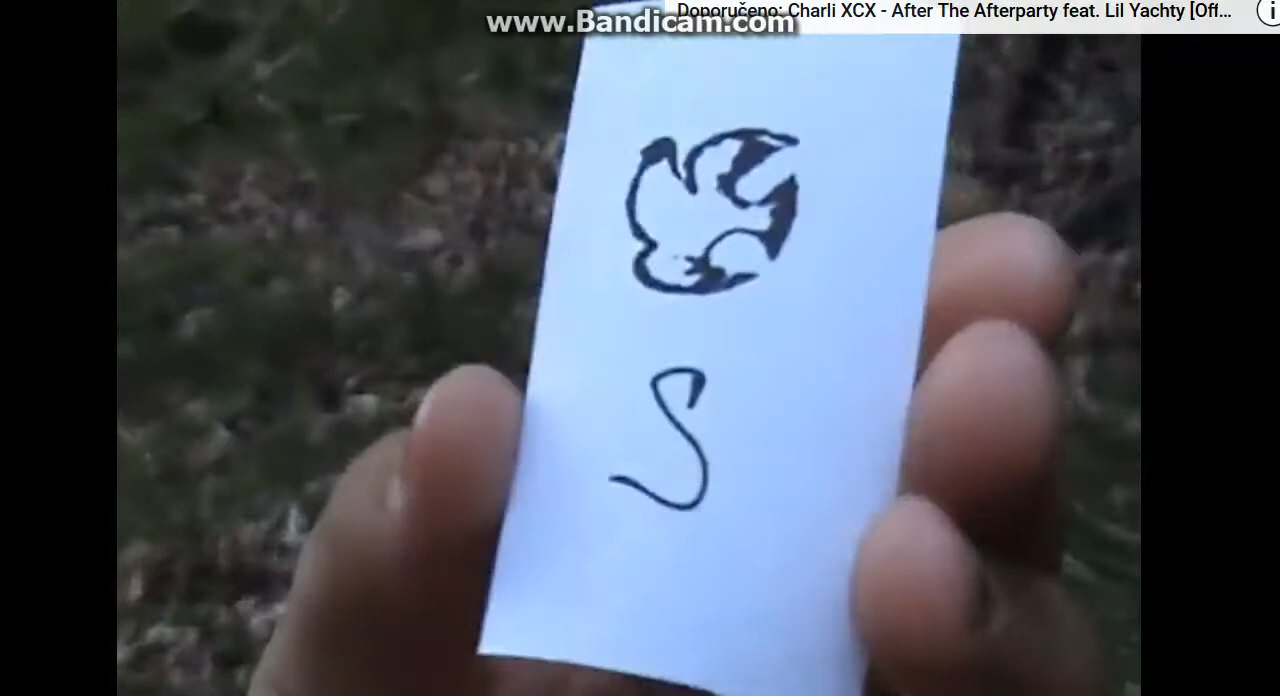 Doporučeno: Charli XCX - After The Afterparty feat. Lil Yachty [Off...
www.Bandicam.com
S